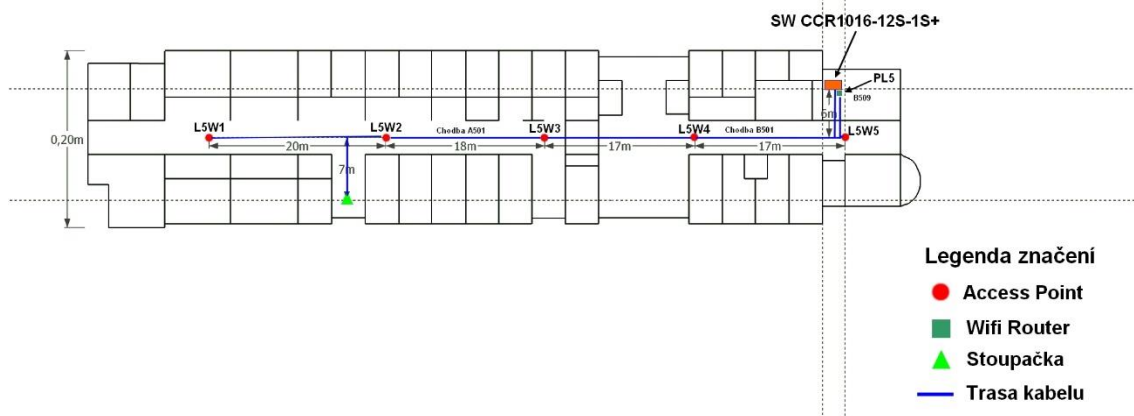 SW CCR1016-12S-1S+
PL5
B509
5m
0,20m
L5W1
L5W2
Chodba A501
L5W3
L5W4
Chodba B501
L5W5
20m
18m
17m
17m
7m
Legenda značení
Access Point
Wifi Router
Stoupačka
Trasa kabelu